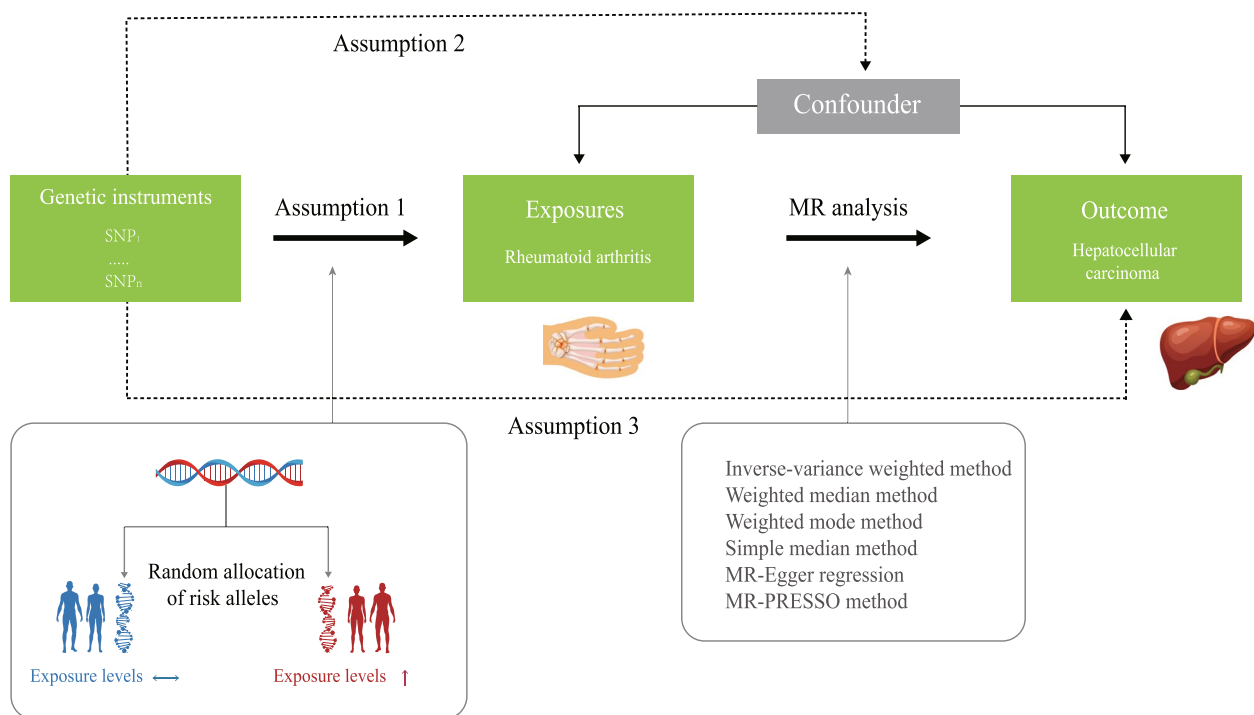 Assumption 2
Confounder
Genetic instruments
SNP₁
.....
SNPₙ
Assumption 1
Exposures
Rheumatoid arthritis
MR analysis
Outcome
Hepatocellular
carcinoma
Assumption 3
Random allocation
of risk alleles
Exposure levels ↔
Exposure levels ↑
Inverse-variance weighted method
Weighted median method
Weighted mode method
Simple median method
MR-Egger regression
MR-PRESSO method